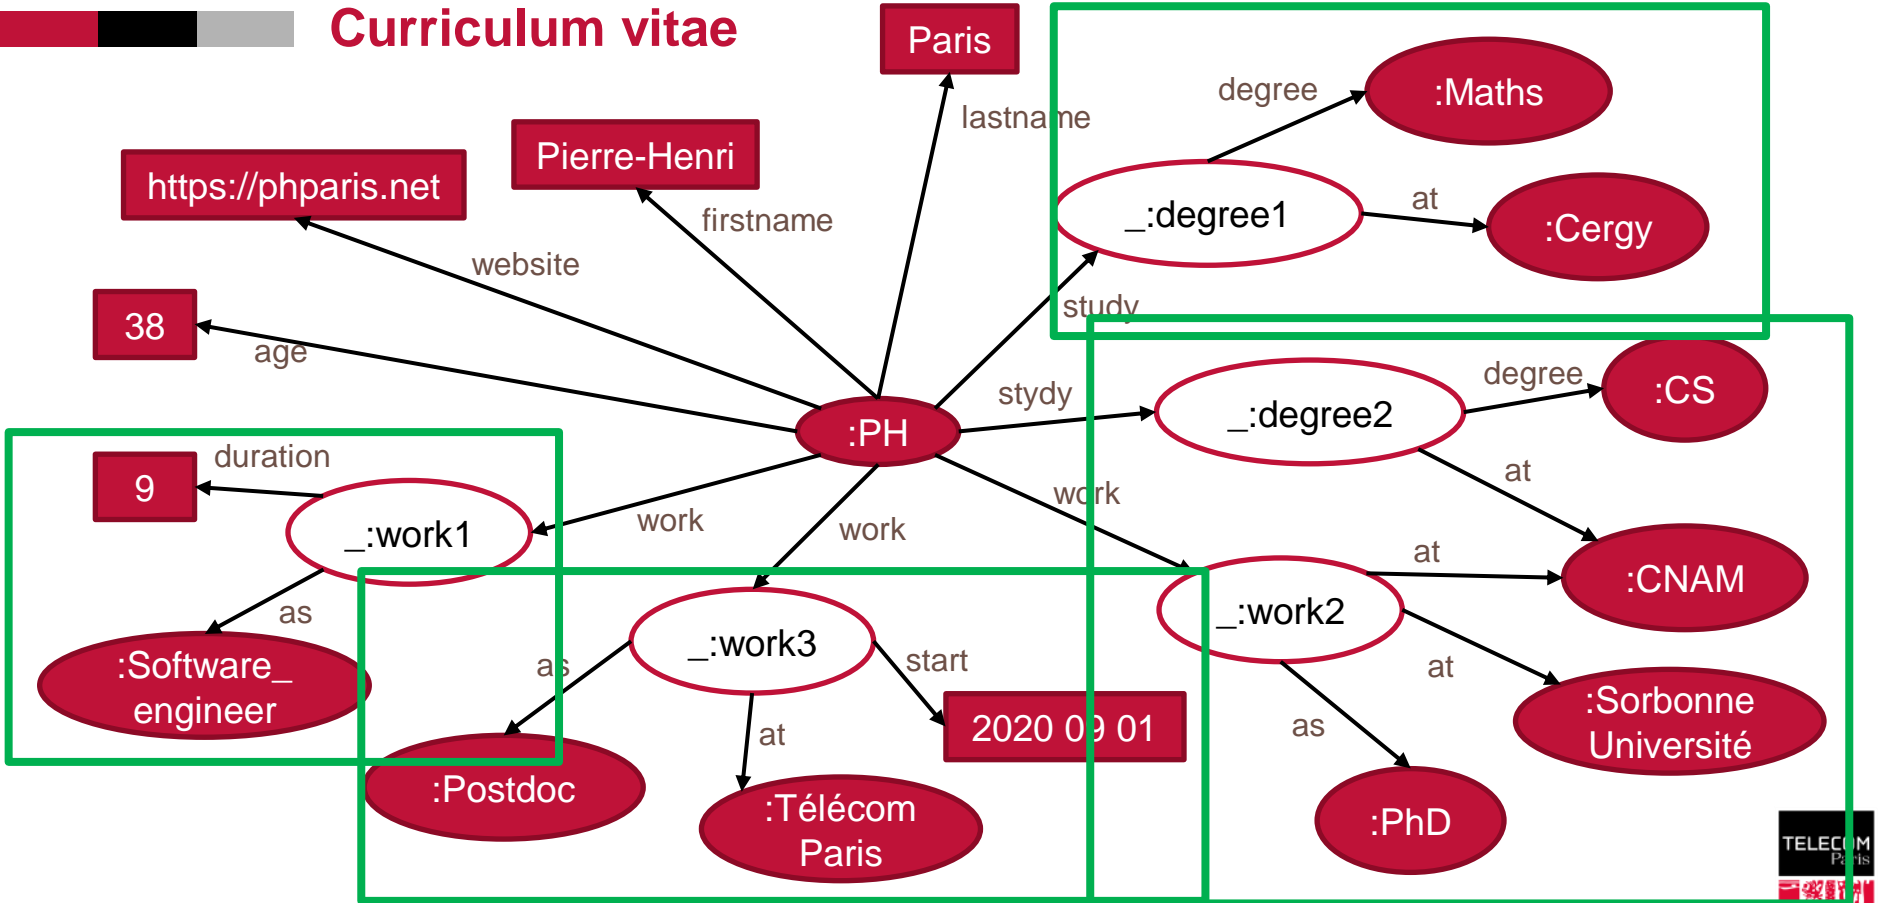 Curriculum vitae
Paris
lastname
degree
:Maths
https://phparis.net
Pierre-Henri
firstname
website
_:degree1
at
:Cergy
study
38
age
:PH
stydy
_:degree2
degree
:CS
at
9
duration
_:work1
work
work
work
at
:CNAM
as
:Software_
engineer
_:work3
as
at
start
2020 09 01
_:work2
at
as
:Sorbonne
Université
:Postdoc
:Télécom
Paris
:PhD
TELECOM
Paris